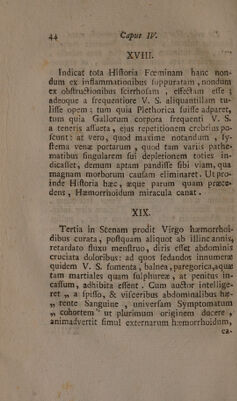 44 Caput IV.
XVIII.
Indicat tota Historia Fœminam hanc non-
dum ex inflammationibus suppuratam, nondum
ex obstructionibus scirrhosam, effœtam esse;
adeoque a frequentiore V. S. aliquantillam tu-
lisse opem: tum quia Plethorica fuisse adparet,
tum quia Gallorum corpora frequenti V. S.
a teneris assueta, ejus repetitionem crebrius po-
scunt: at vero, quod maxime notandum, sy-
stema venæ portarum, quod tam variis pathe-
matibus singularem sui depletionem toties in-
dicasset, demum aptam pandisse sibi viam, qua
magnam morborum causam eliminaret. Ut pro-
inde Historia hæc, æque parum quam præce-
dens, Hæmorrhoidum miracula canat.
XIX.
Tertia in Scenam prodit Virgo hæmorrhoi-
dibus curata, postquam aliquot ab hinc annis,
retardato fluxu menstruo, diris esset abdominis
cruciata doloribus: ad quos sedandos innumeræ
quidem V. S. fomenta, balnea, paregorica, aquæ
tam martiales quam sulphureæ, at penitus in-
cassum, adhibita essent. Cum auctor intellige-
ret „ a spisso, & visceribus abdominalibus hæ-
„ rente Sanguine, universam Symptomatum
„ cohortem" ut plurimum originem ducere,
animadvertit simul externarum hæmorrhoidum,
ca-